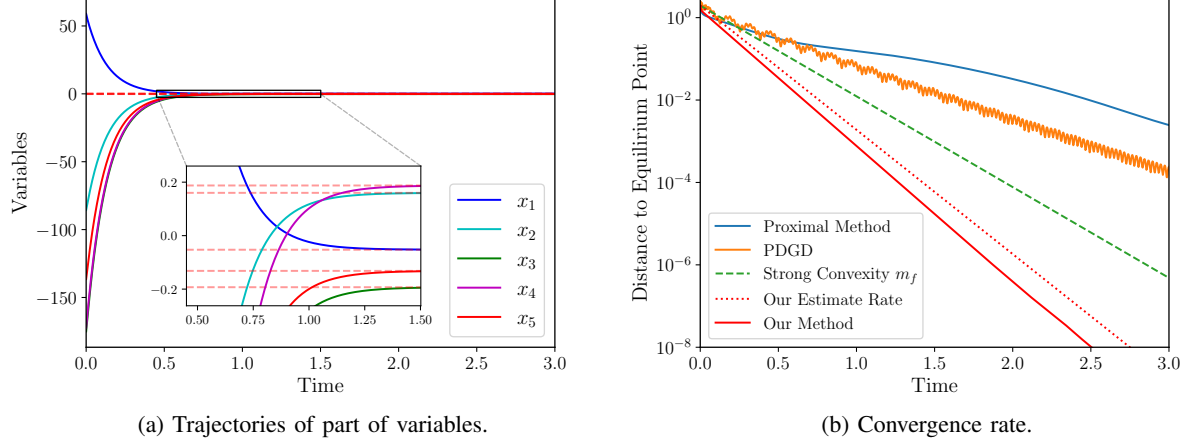 50
0
−50
−100
−150
Variables
0.2
0.0
−0.2
0.50 0.75 1.00 1.25 1.50
x₁
x₂
x₃
x₄
x₅
0.0 0.5 1.0 1.5 2.0 2.5 3.0
Time
(a) Trajectories of part of variables.
10⁰
10⁻²
10⁻⁴
10⁻⁶
10⁻⁸
Distance to Equilirium Point
Proximal Method
PDGD
Strong Convexity m_f
Our Estimate Rate
Our Method
0.0 0.5 1.0 1.5 2.0 2.5 3.0
Time
(b) Convergence rate.